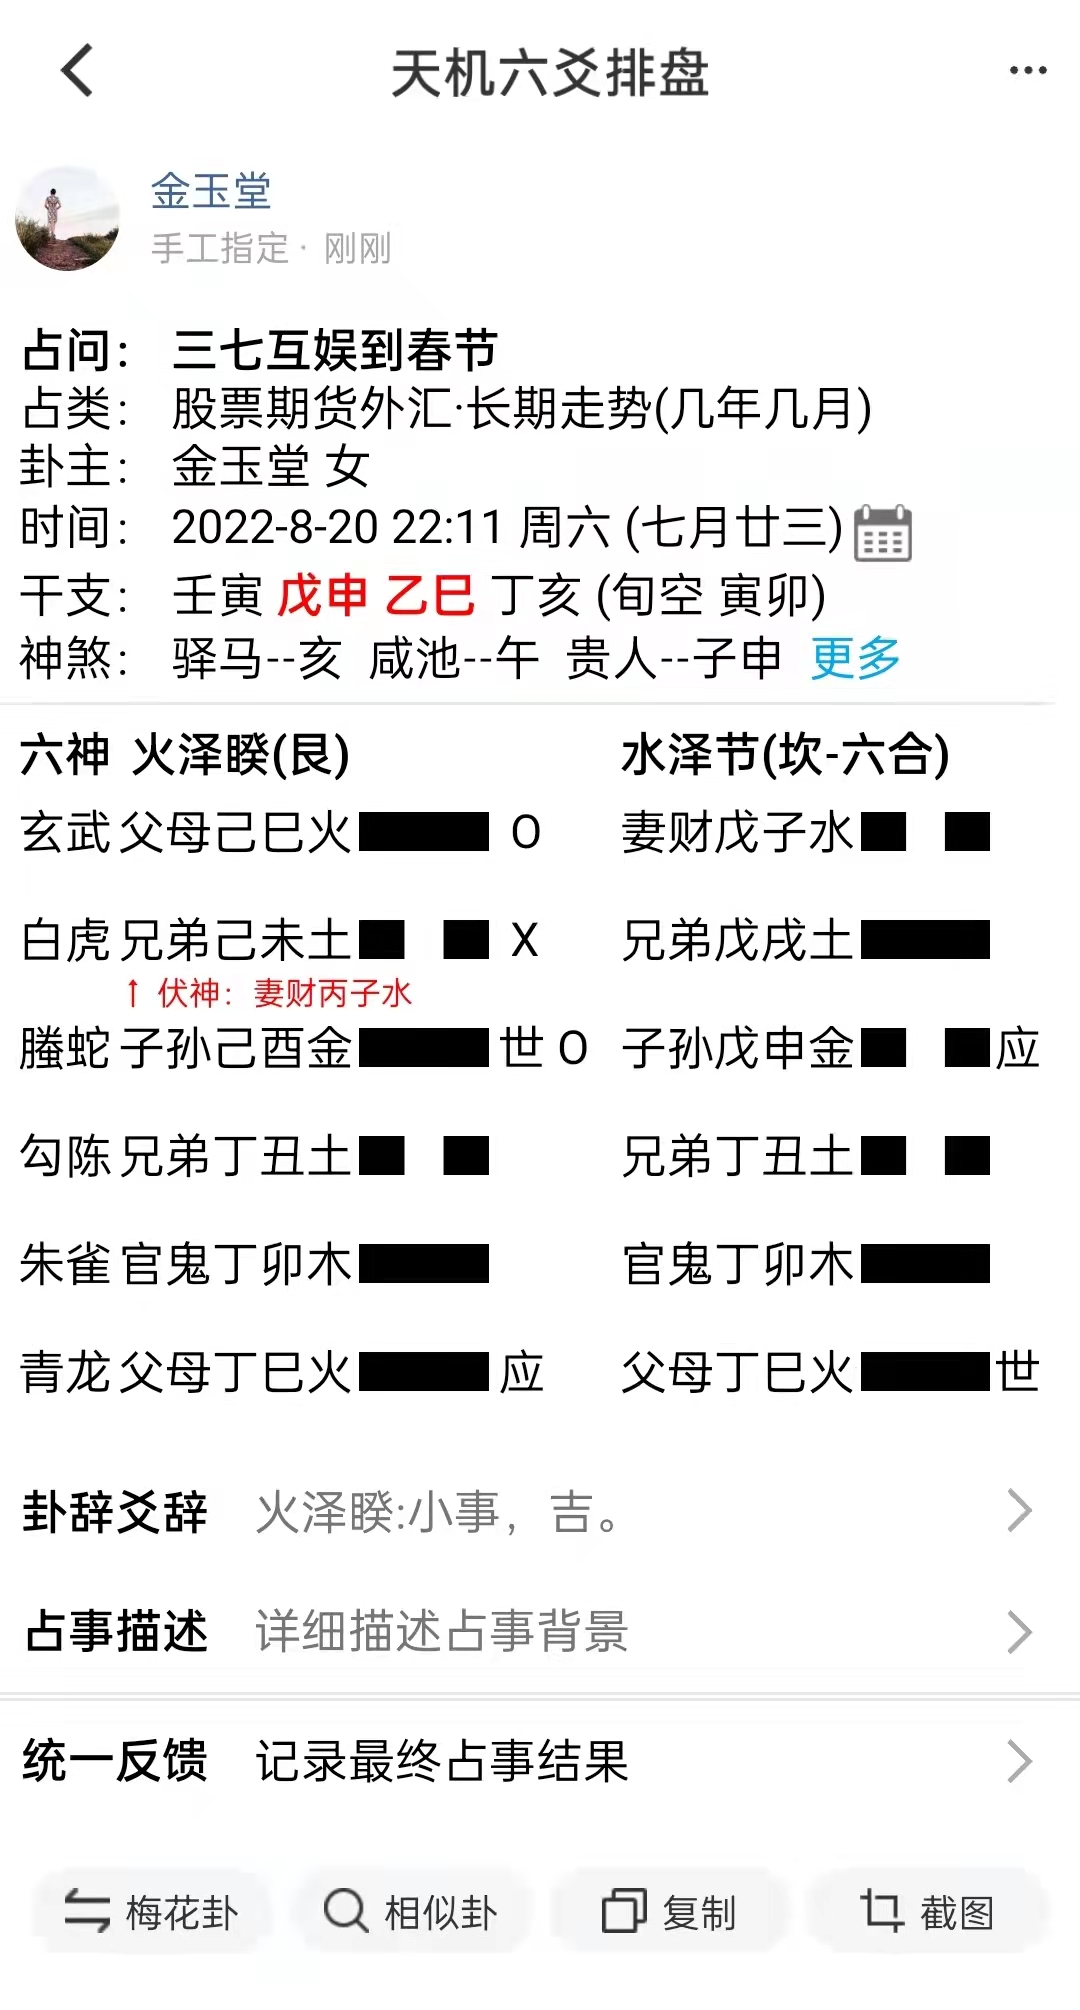 天机六爻排盘
金玉堂
手工指定· 刚刚
占问： 三七互娱到春节
占类： 股票期货外汇·长期走势(几年几月)
卦主： 金玉堂 女
时间： 2022-8-20 22:11 周六 (七月廿三)
干支： 壬寅 戊申 乙巳 丁亥 (旬空 寅卯)
神煞： 驿马--亥 咸池--午 贵人--子申 更多
六神 火泽睽(艮) 水泽节(坎-六合)
玄武 父母己巳火 O 妻财戊子水
白虎 兄弟己未土 X 兄弟戊戌土
↑ 伏神：妻财丙子水
螣蛇 子孙己酉金 世 O 子孙戊申金 应
勾陈 兄弟丁丑土 兄弟丁丑土
朱雀 官鬼丁卯木 官鬼丁卯木
青龙 父母丁巳火 应 父母丁巳火 世
卦辞爻辞 火泽睽:小事，吉。
占事描述 详细描述占事背景
统一反馈 记录最终占事结果
梅花卦 相似卦 复制 截图